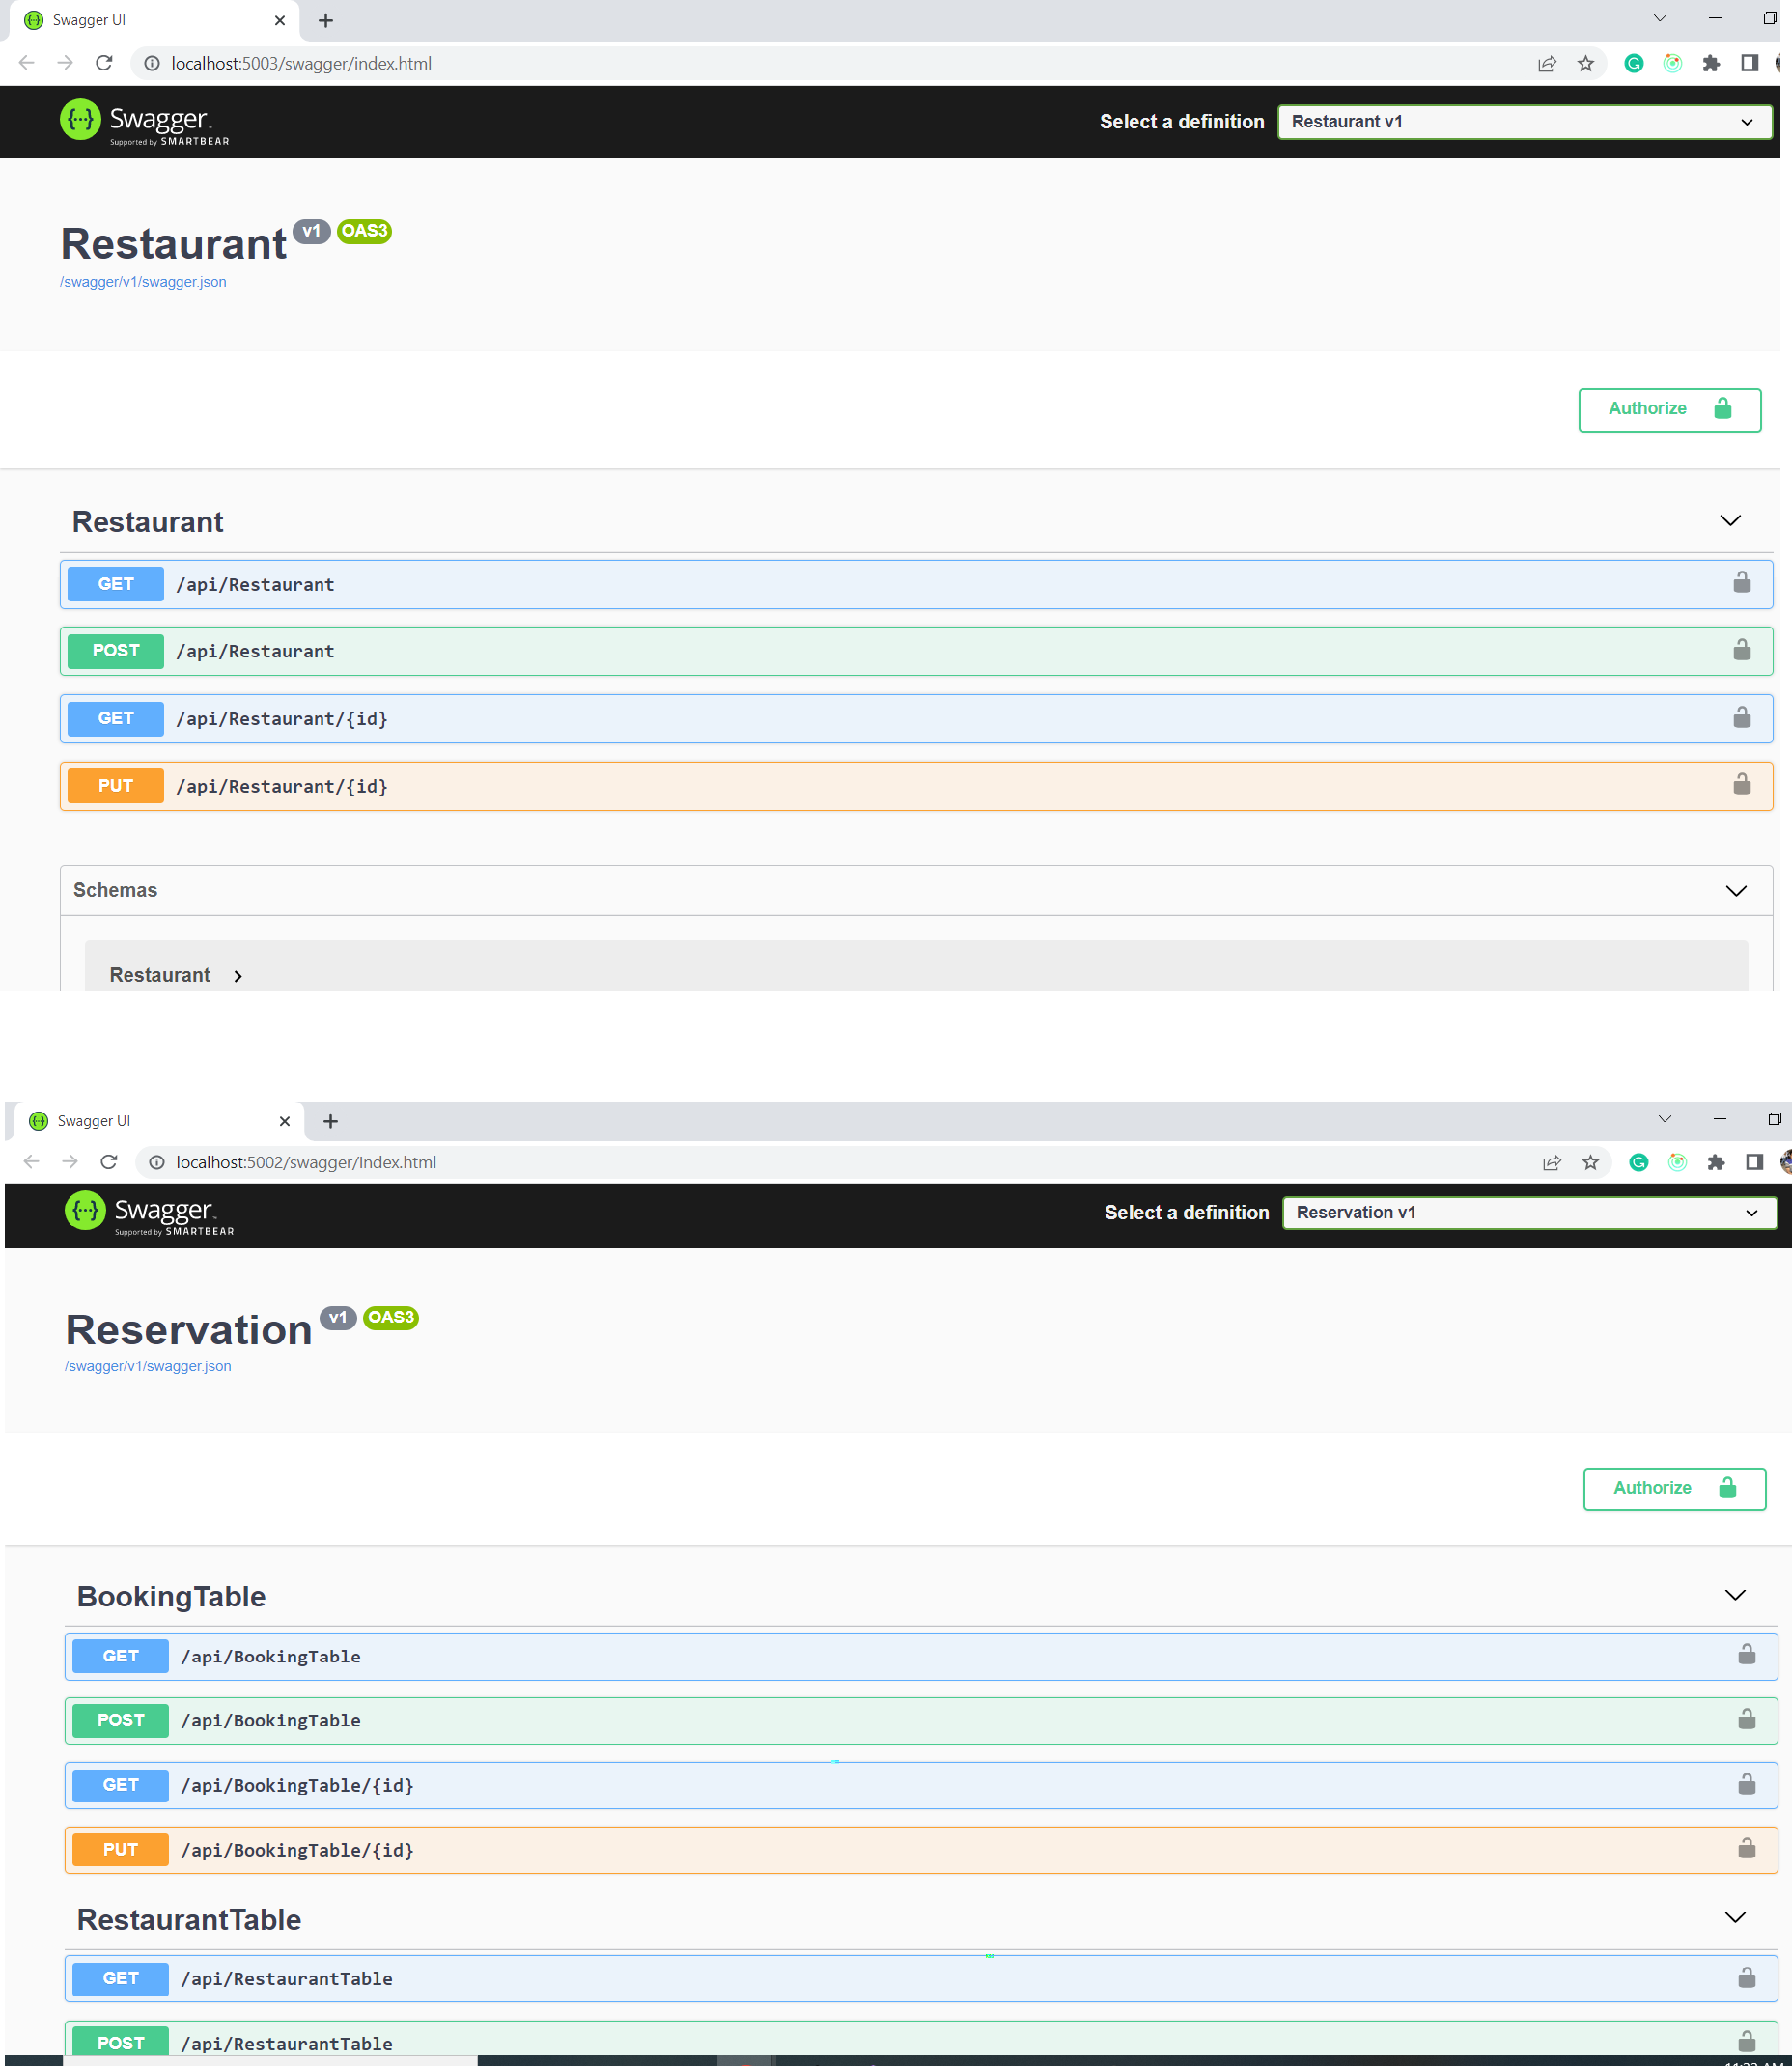 Swagger UI
localhost:5003/swagger/index.html
Swagger
Supported by SMARTBEAR
Select a definition
Restaurant v1
Restaurant v1 OAS3
/swagger/v1/swagger.json
Authorize
Restaurant
GET /api/Restaurant
POST /api/Restaurant
GET /api/Restaurant/{id}
PUT /api/Restaurant/{id}
Schemas
Restaurant
Swagger UI
localhost:5002/swagger/index.html
Swagger
Supported by SMARTBEAR
Select a definition
Reservation v1
Reservation v1 OAS3
/swagger/v1/swagger.json
Authorize
BookingTable
GET /api/BookingTable
POST /api/BookingTable
GET /api/BookingTable/{id}
PUT /api/BookingTable/{id}
RestaurantTable
GET /api/RestaurantTable
POST /api/RestaurantTable